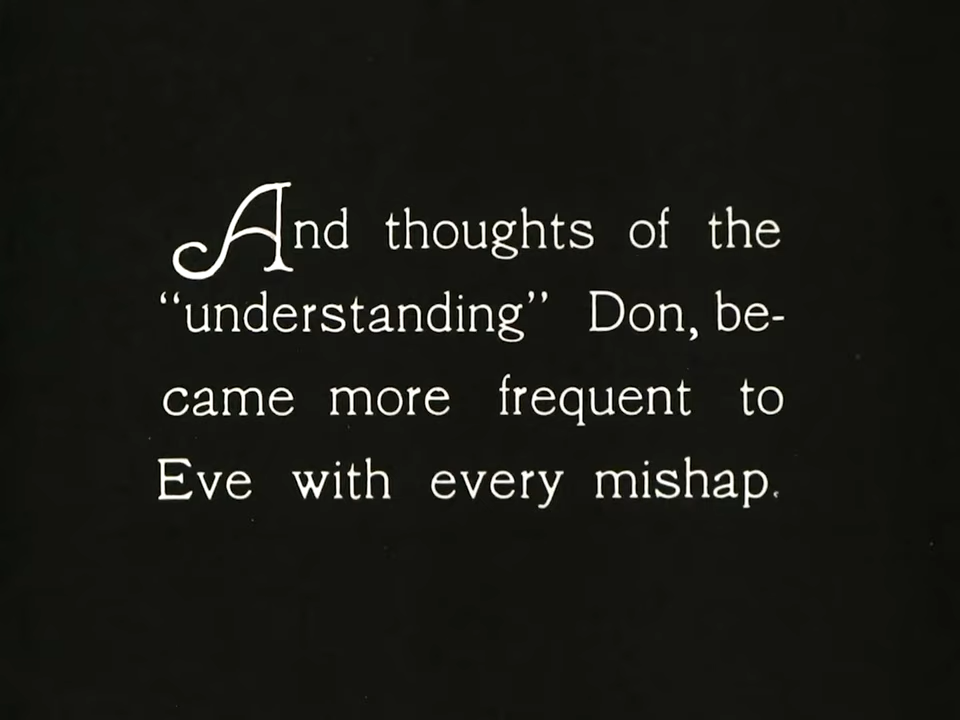 And thoughts of the
“understanding” Don, be-
came more frequent to
Eve with every mishap.